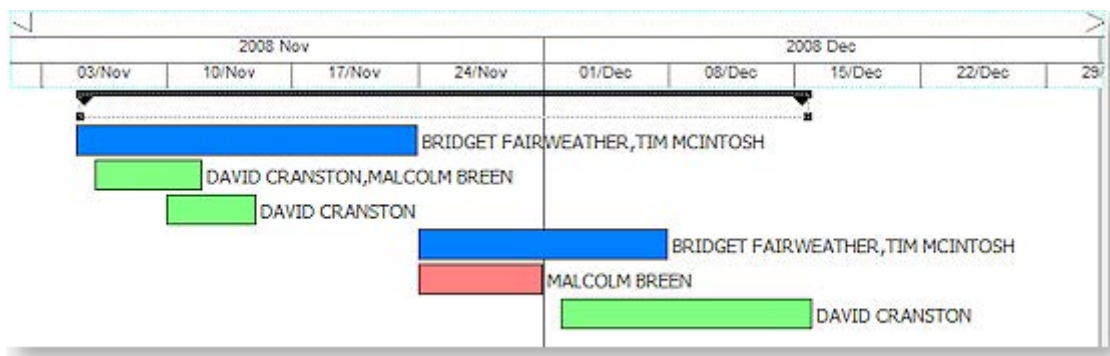 2008 Nov 2008 Dec
03/Nov 10/Nov 17/Nov 24/Nov 01/Dec 08/Dec 15/Dec 22/Dec 29/
BRIDGET FAIRWEATHER,TIM MCINTOSH
DAVID CRANSTON,MALCOLM BREEN
DAVID CRANSTON
BRIDGET FAIRWEATHER,TIM MCINTOSH
MALCOLM BREEN
DAVID CRANSTON